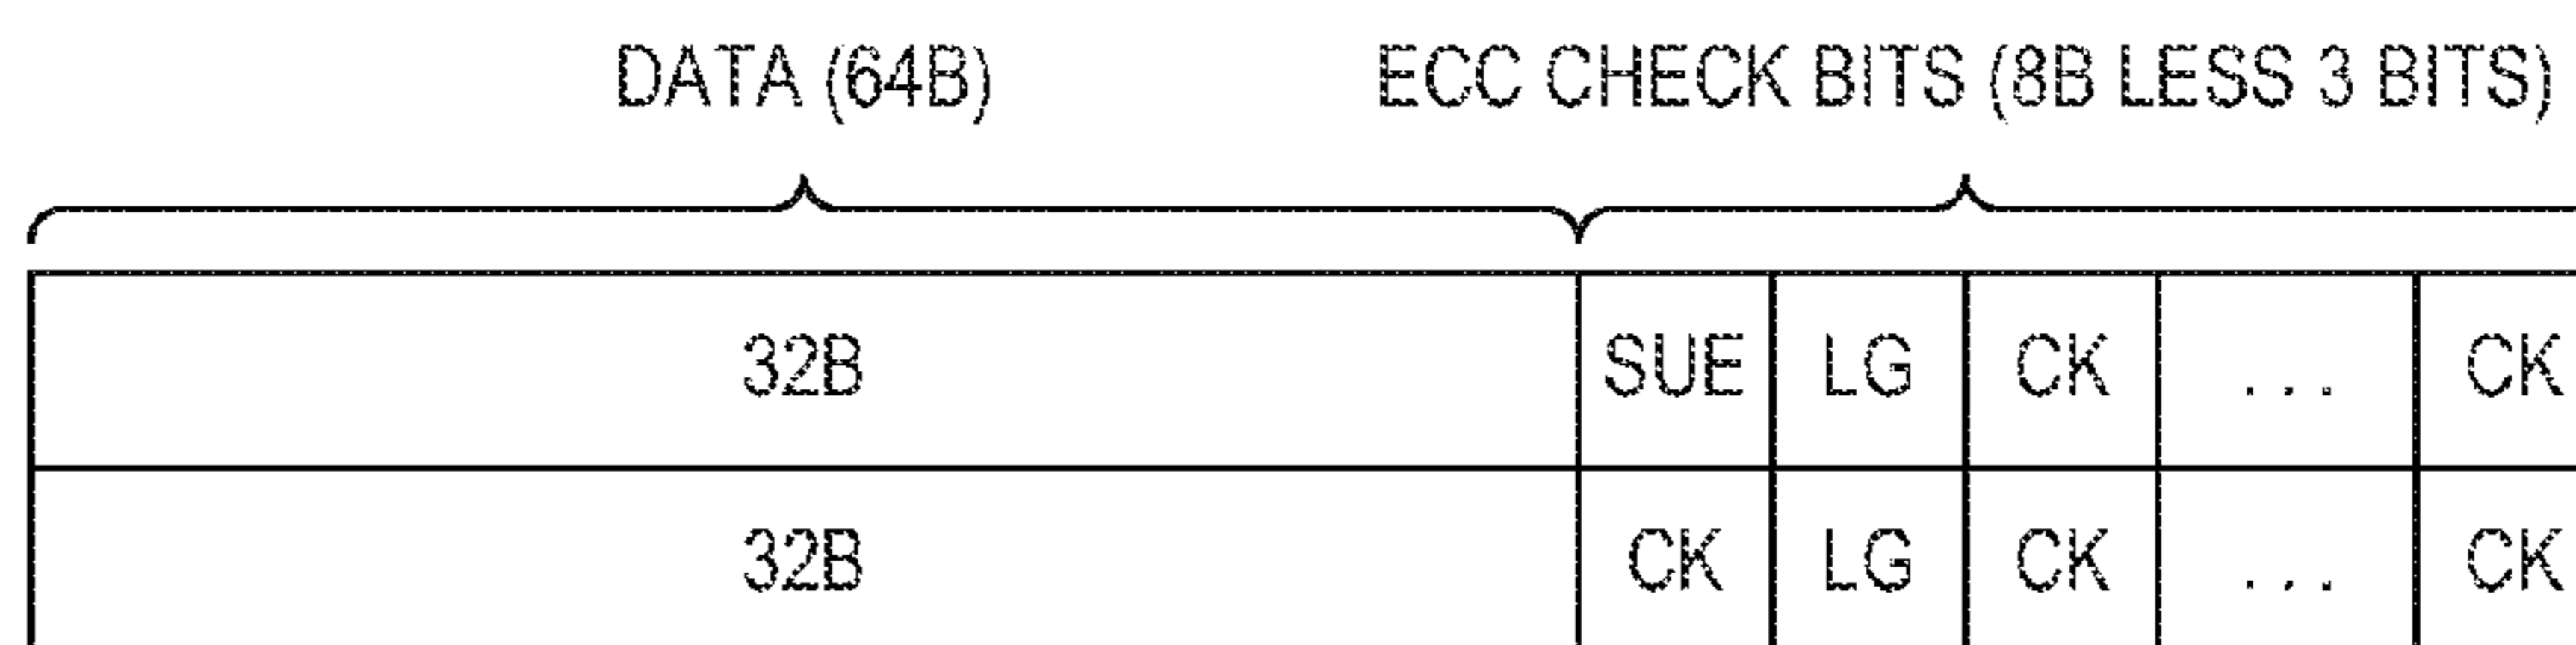 DATA (64B) ECC CHECK BITS (8B LESS 3 BITS)
32B SUE LG CK ... CK
32B CK LG CK ... CK